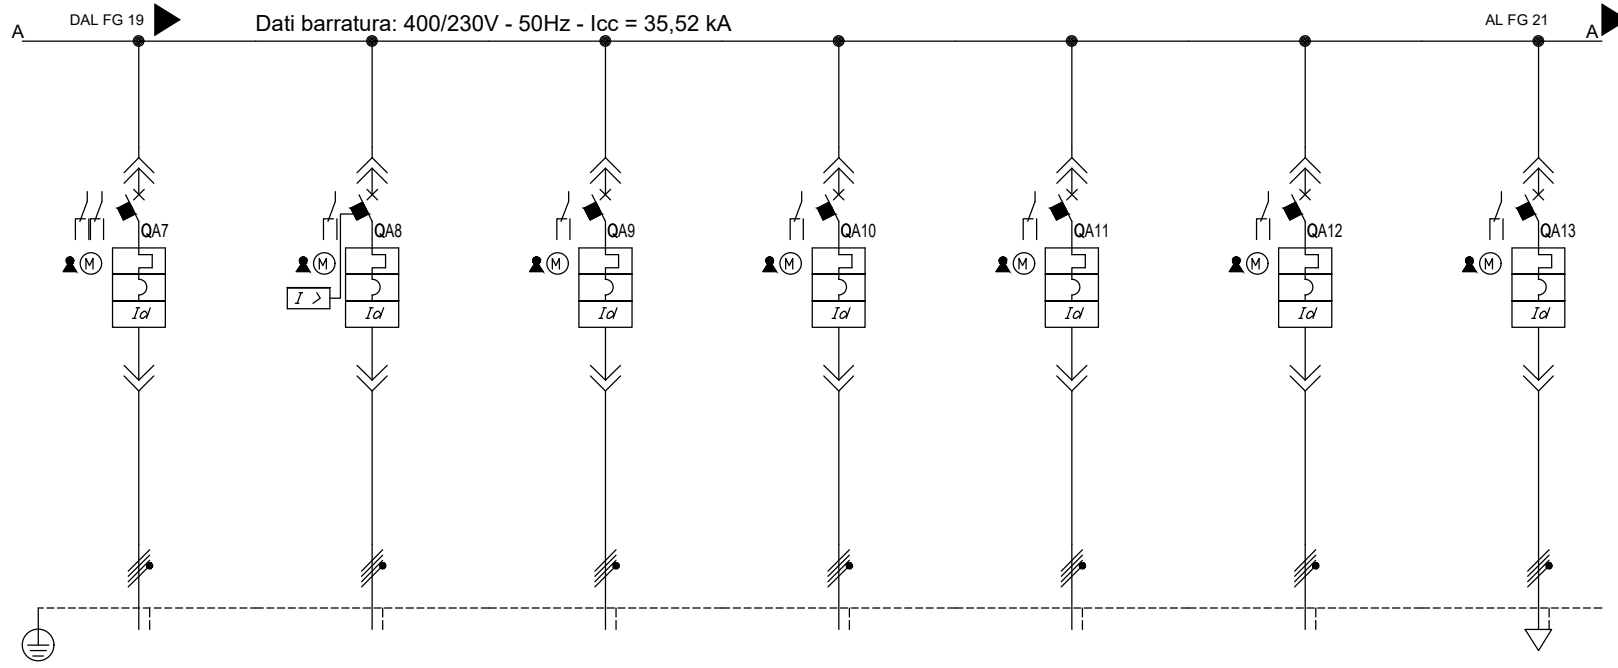 DAL FG 19
Dati barratura: 400/230V - 50Hz - Icc = 35,52 kA
AL FG 21
A
A
QA7
QA8
QA9
QA10
QA11
QA12
QA13
M
M
M
M
M
M
M
I >
Id
Id
Id
Id
Id
Id
Id